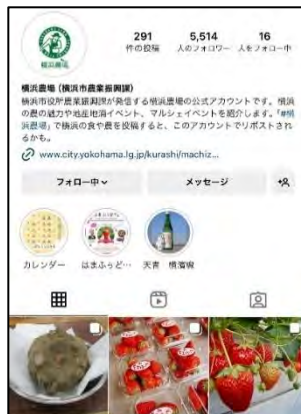 横浜農場
291
5,514
16
件の投稿
人のフォロワー
人をフォロー中
横浜農場 (横浜市農業振興課)
横浜市役所農業振興課が発信する横浜農場の公式アカウントです。横浜
の農の魅力や地産地消イベント、マルシェイベントを紹介します。「#横
浜農場」で横浜の食や農を投稿すると、このアカウントでリポストされ
るかも。
www.city.yokohama.lg.jp/kurashi/machiz...
フォロー中
メッセージ
カレンダー
はまふぅど...
天青 横濱喫